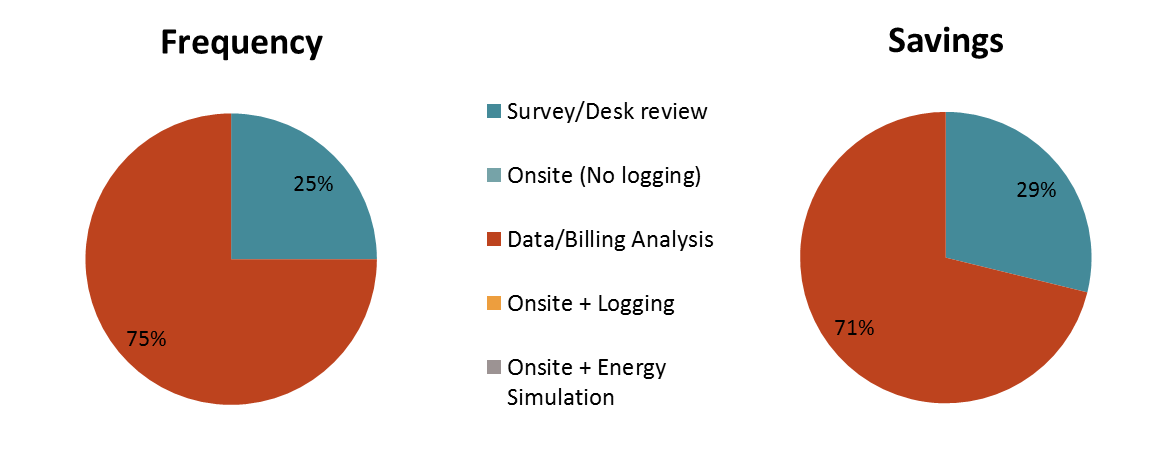 Frequency
Savings
25%
75%
Survey/Desk review
Onsite (No logging)
Data/Billing Analysis
Onsite + Logging
Onsite + Energy
Simulation
29%
71%